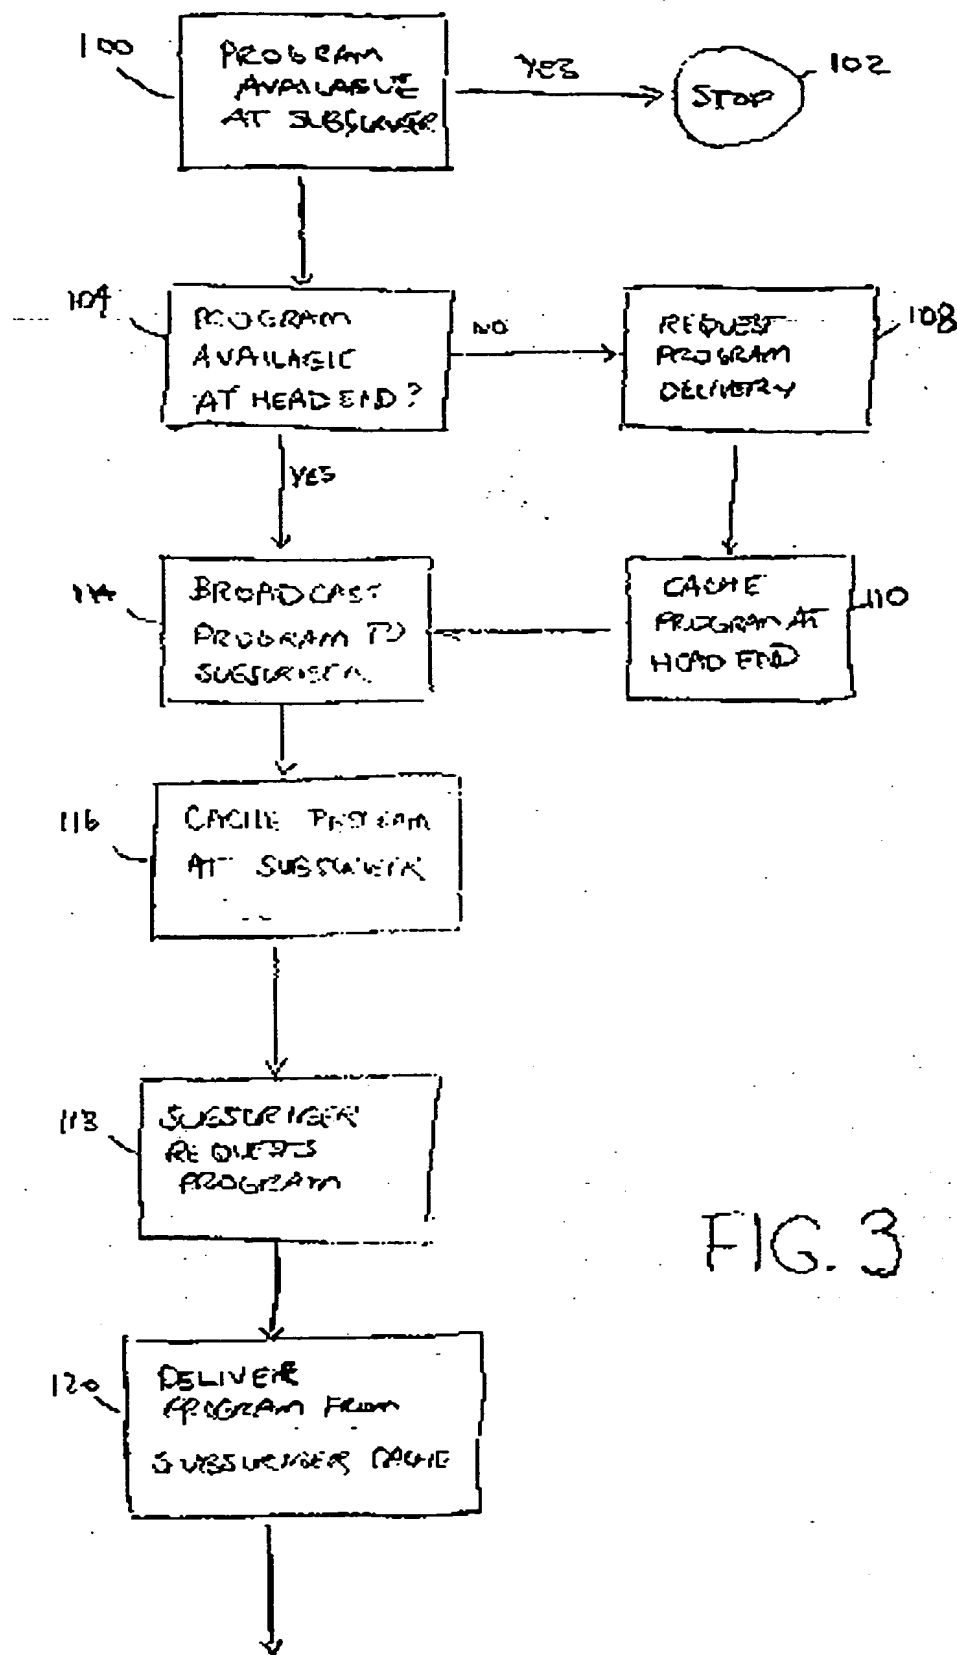 100
PROGRAM
AVAILABLE
AT SUBSCRIBER
YES
STOP
102
104
PROGRAM
AVAILABLE
AT HEAD END?
NO
REQUEST
PROGRAM
DELIVERY
108
YES
114
BROADCAST
PROGRAM TO
SUBSCRIBER
CACHE
PROGRAM AT
HEAD END
110
116
CACHE PROGRAM
AT SUBSCRIBER
118
SUBSCRIBER
REQUESTS
PROGRAM
FIG. 3
120
DELIVER
PROGRAM FROM
SUBSCRIBER CACHE